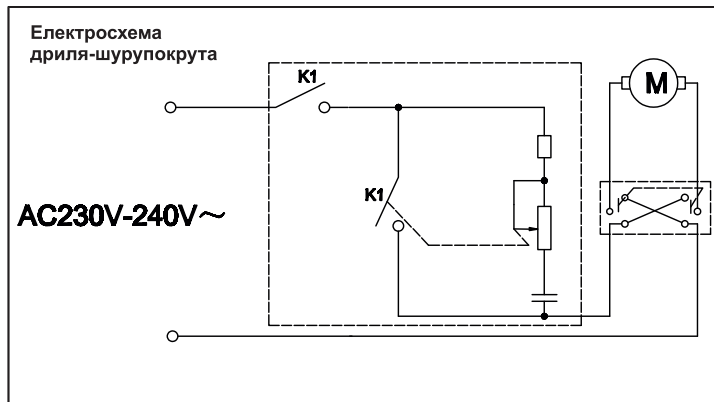 Електросхема
дриля-шурупокрута
K1
M
K1
AC230V-240V~